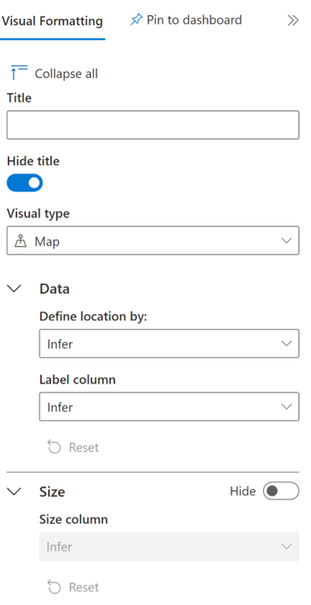 Visual Formatting Pin to dashboard
Collapse all
Title
Hide title
Visual type
Map
Data
Define location by:
Infer
Label column
Infer
Reset
Size Hide
Size column
Infer
Reset